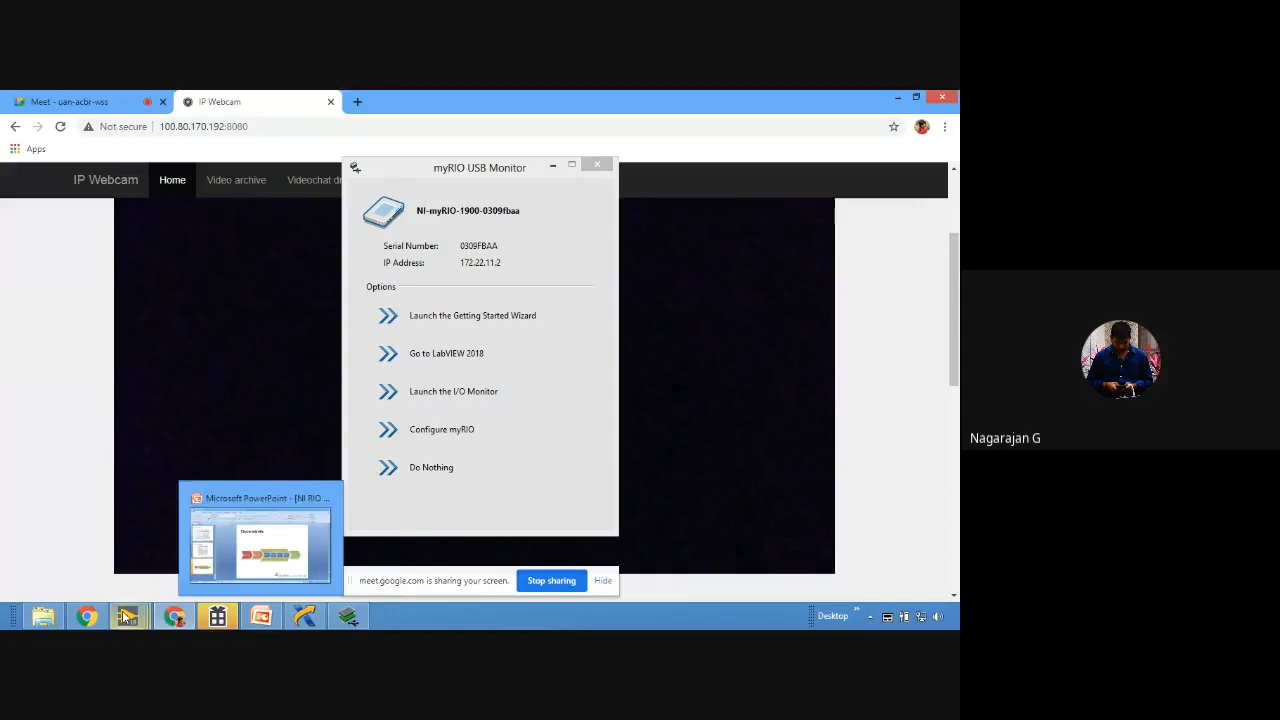 Meet - uan-acbr-wss
IP Webcam
Not secure
100.80.170.192:8080
Apps
IP Webcam
Home
Video archive
Videochat dr
myRIO USB Monitor
NI-myRIO-1900-0309fbaa
Serial Number: 0309FBAA
IP Address: 172.22.11.2
Options
Launch the Getting Started Wizard
Go to LabVIEW 2018
Launch the I/O Monitor
Configure myRIO
Do Nothing
Nagarajan G
Microsoft PowerPoint - [NI RIO ...
meet.google.com is sharing your screen.
Stop sharing
Hide
Desktop